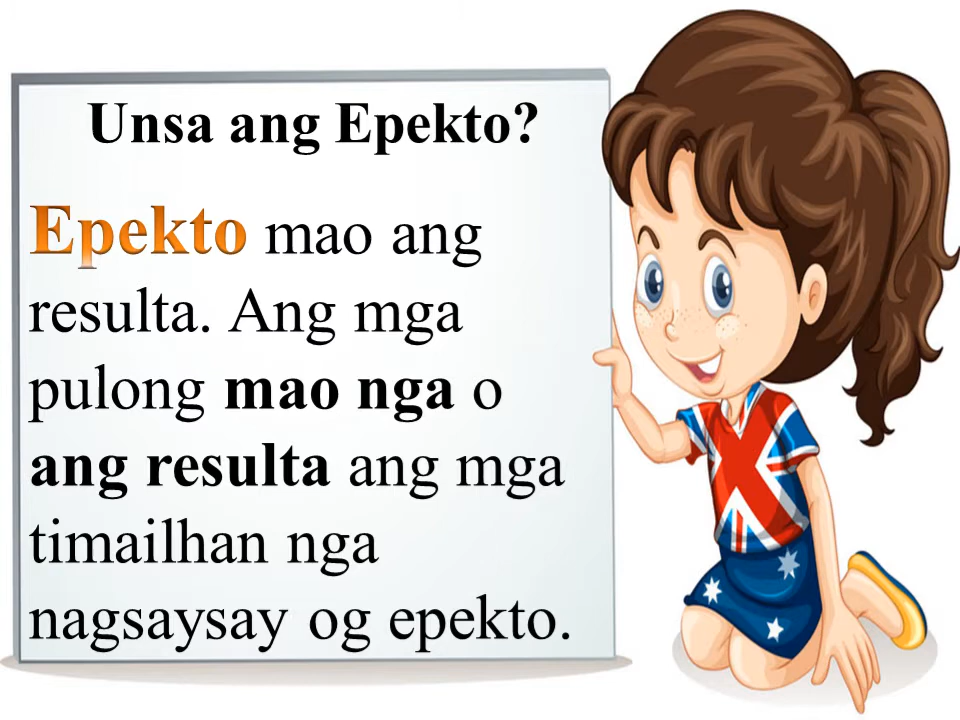 Unsa ang Epekto?
Epekto mao ang
resulta. Ang mga
pulong mao nga o
ang resulta ang mga
timailhan nga
nagsaysay og epekto.